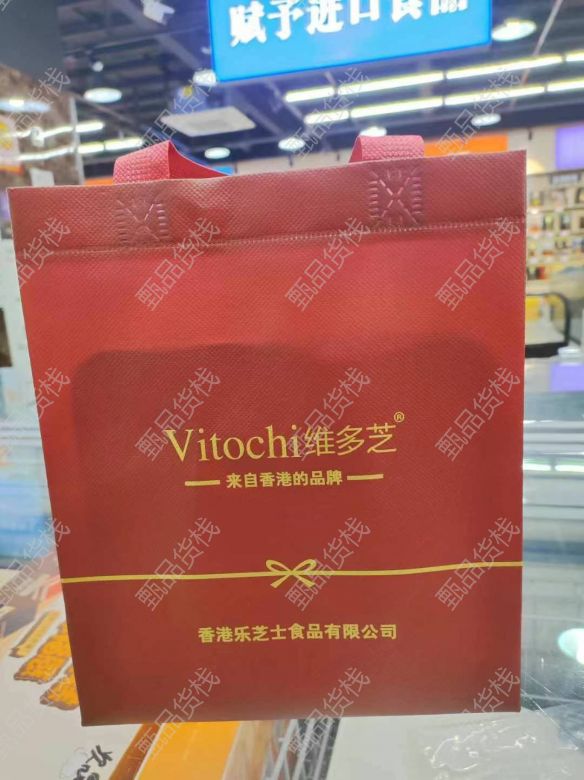 赋予进口食品
Vitochi维多芝®
来自香港的品牌
香港乐芝士食品有限公司
甄品货栈